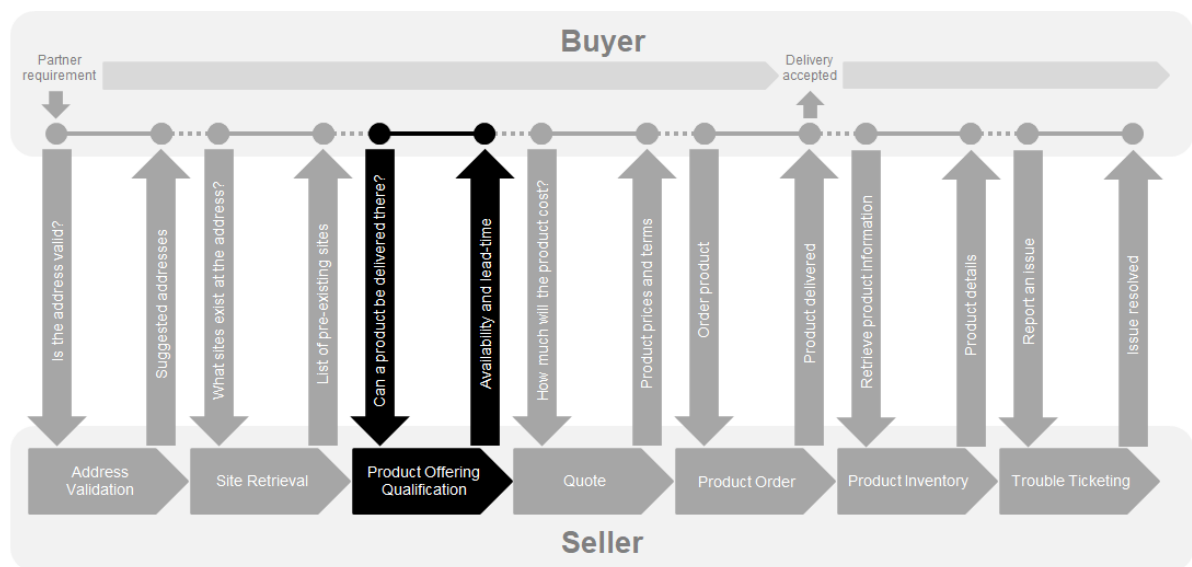 Buyer
Partner
requirement
Delivery
accepted
Is the address valid?
Suggested addresses
What sites exist at the address?
List of pre-existing sites
Can a product be delivered there?
Availability and lead-time
How much will the product cost?
Product prices and terms
Order product
Product delivered
Retrieve product information
Product details
Report an issue
Issue resolved
Address
Validation
Site Retrieval
Product Offering
Qualification
Quote
Product Order
Product Inventory
Trouble Ticketing
Seller